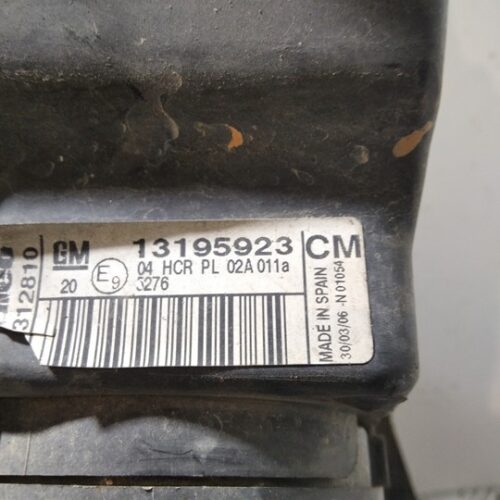 GM 13195923 CM
20 E9 04 HCR PL 02A 011a
3276
312810
MADE IN SPAIN
30/03/06 -N 01054